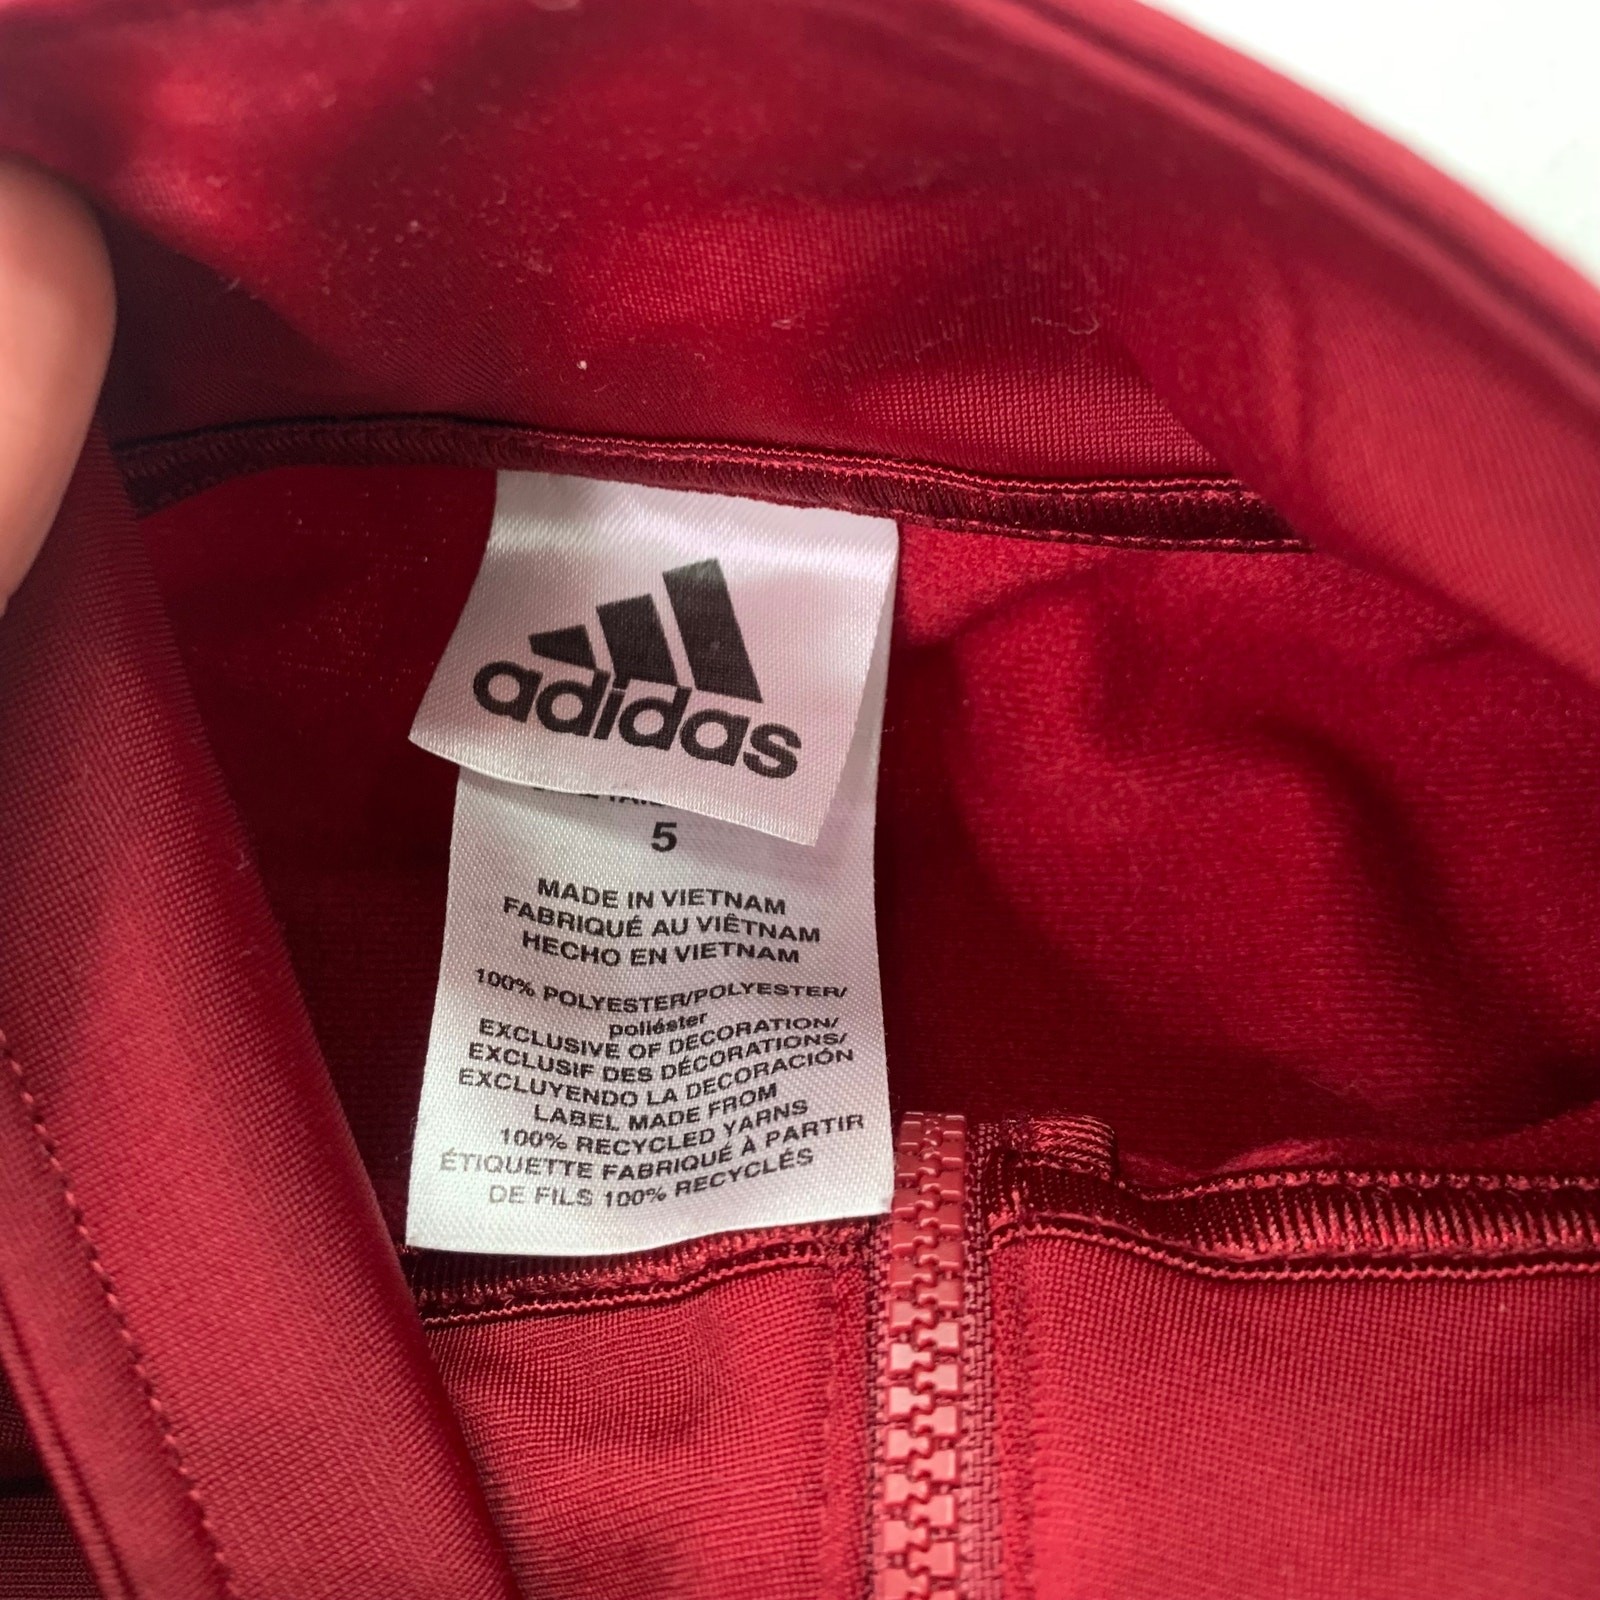 adidas
5
MADE IN VIETNAM
FABRIQUÉ AU VIÊTNAM
HECHO EN VIETNAM
100% POLYESTER/POLYESTER/
poliéster
EXCLUSIVE OF DECORATION/
EXCLUSIF DES DÉCORATIONS/
EXCLUYENDO LA DECORACIÓN
LABEL MADE FROM
100% RECYCLED YARNS
ÉTIQUETTE FABRIQUÉ À PARTIR
DE FILS 100% RECYCLÉS